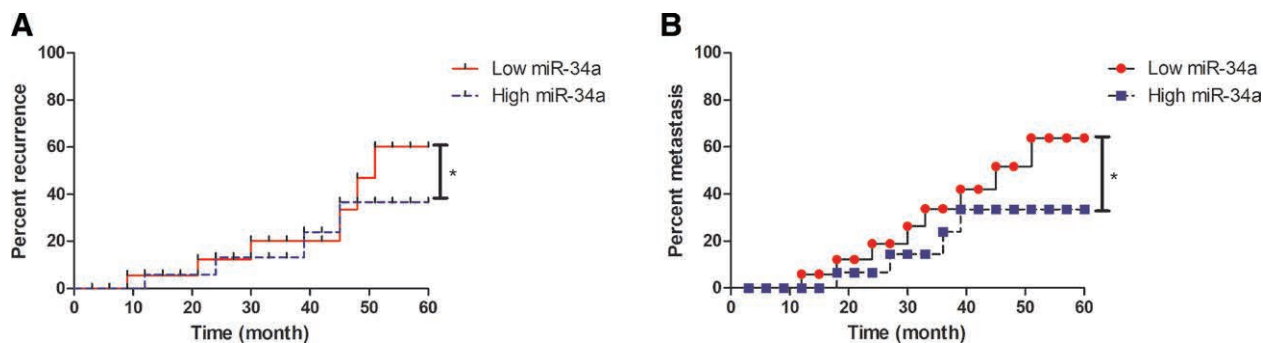 A
Percent recurrence
100
80
60
40
20
0
0 10 20 30 40 50 60
Time (month)
Low miR-34a
High miR-34a
*
B
Percent metastasis
100
80
60
40
20
0
0 10 20 30 40 50 60
Time (month)
Low miR-34a
High miR-34a
*